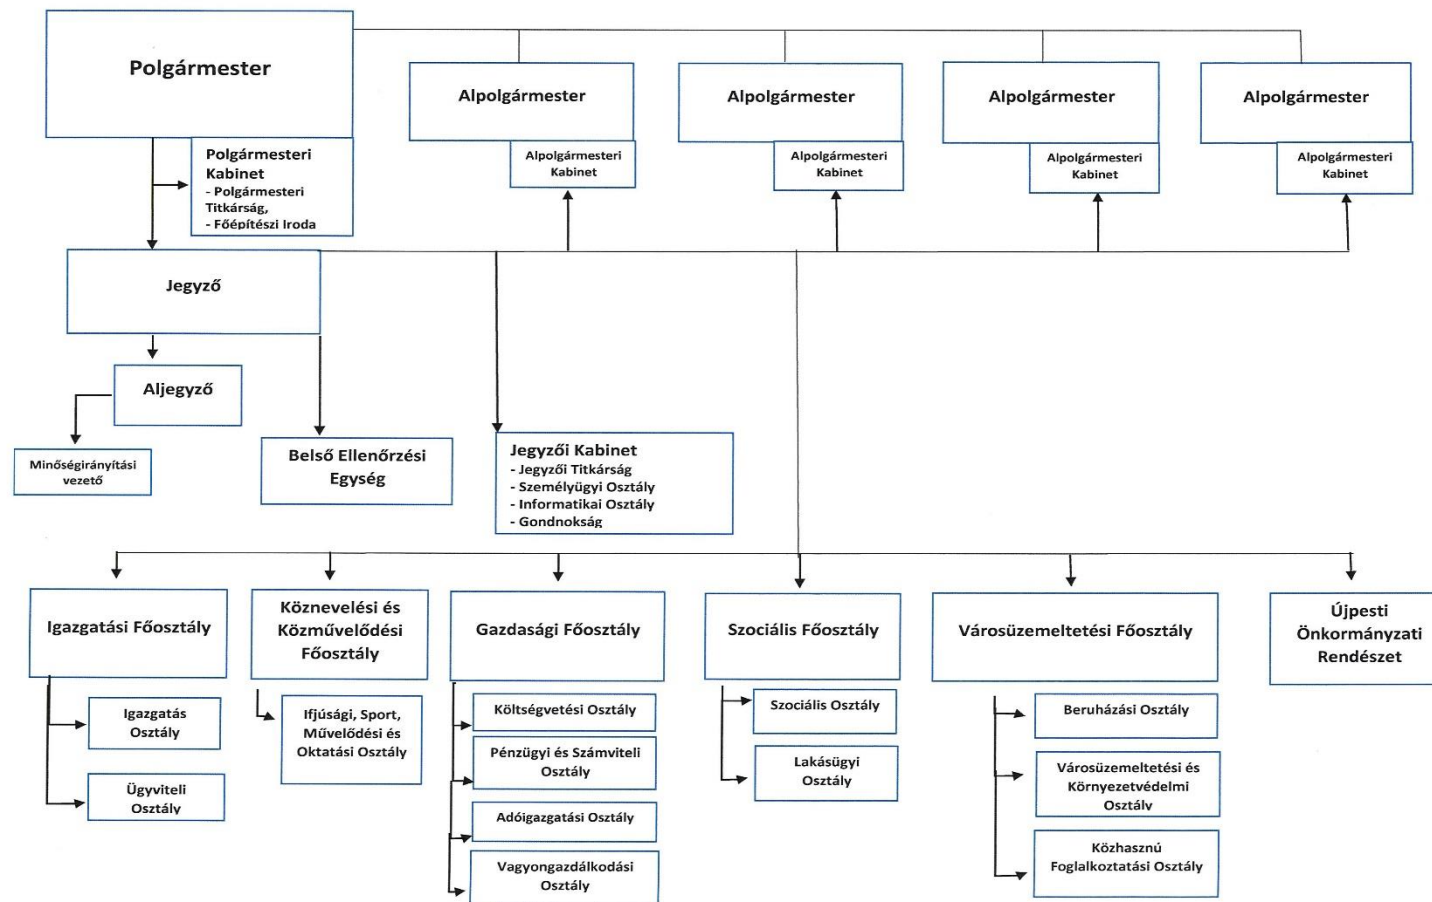 Polgármester
Alpolgármester
Alpolgármester
Alpolgármester
Alpolgármester
Polgármesteri
Kabinet
- Polgármesteri
Titkárság,
- Főépítészi Iroda
Alpolgármesteri
Kabinet
Alpolgármesteri
Kabinet
Alpolgármesteri
Kabinet
Alpolgármesteri
Kabinet
Jegyző
Aljegyző
Minőségirányítási
vezető
Belső Ellenőrzési
Egység
Jegyzői Kabinet
- Jegyzői Titkárság
- Személyügyi Osztály
- Informatikai Osztály
- Gondnokság
Igazgatási Főosztály
Köznevelési és
Közművelődési
Főosztály
Gazdasági Főosztály
Szociális Főosztály
Városüzemeltetési Főosztály
Újpesti
Önkormányzati
Rendészet
Igazgatás
Osztály
Ügyviteli
Osztály
Ifjúsági, Sport,
Művelődési és
Oktatási Osztály
Költségvetési Osztály
Pénzügyi és Számviteli
Osztály
Adóigazgatási Osztály
Vagyongazdálkodási
Osztály
Szociális Osztály
Lakásügyi
Osztály
Beruházási Osztály
Városüzemeltetési és
Környezetvédelmi
Osztály
Közhasznú
Foglalkoztatási Osztály